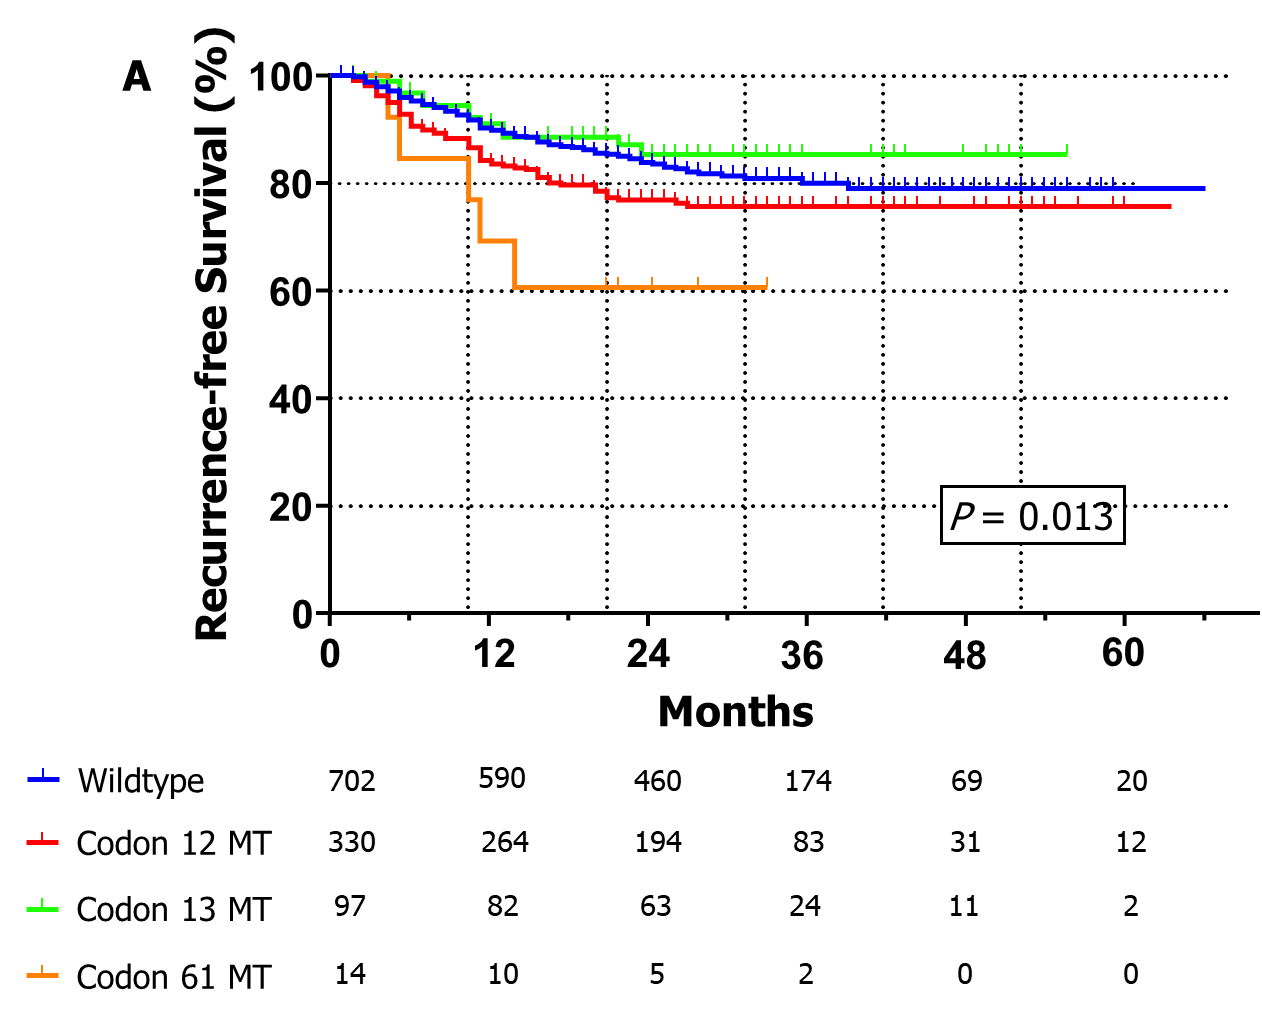 A
Recurrence-free Survival (%)
100
80
60
40
20
0
P = 0.013
0 12 24 36 48 60
Months
Wildtype 702 590 460 174 69 20
Codon 12 MT 330 264 194 83 31 12
Codon 13 MT 97 82 63 24 11 2
Codon 61 MT 14 10 5 2 0 0